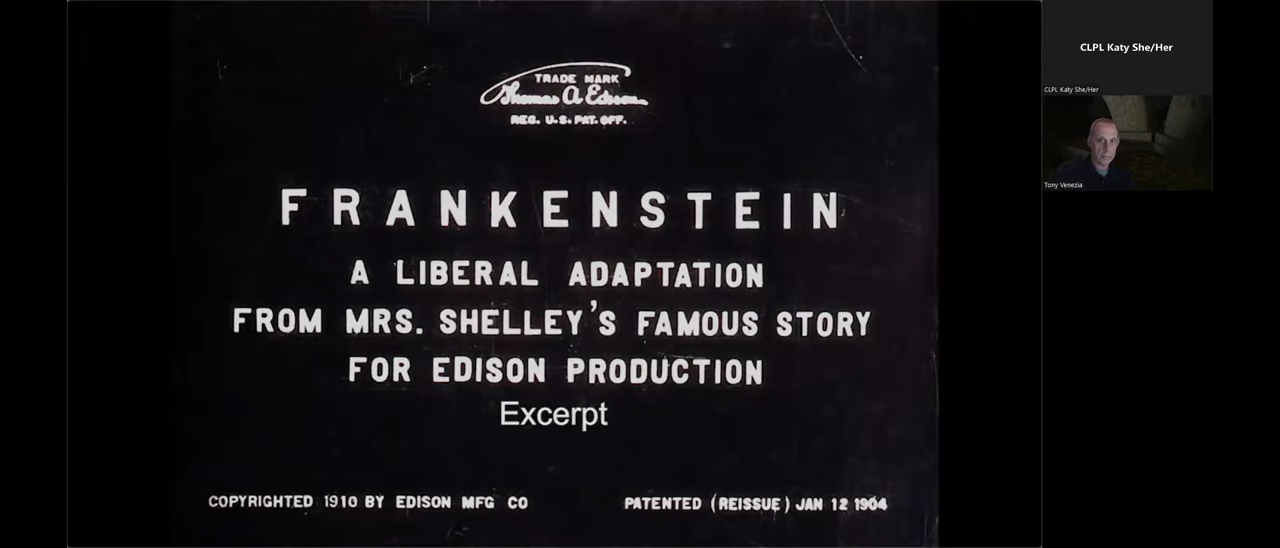 TRADE MARK
Thomas A Edison
REG. U.S. PAT. OFF.
FRANKENSTEIN
A LIBERAL ADAPTATION
FROM MRS. SHELLEY'S FAMOUS STORY
FOR EDISON PRODUCTION
Excerpt
COPYRIGHTED 1910 BY EDISON MFG CO
PATENTED (REISSUE) JAN 12 1904
CLPL Katy She/Her
CLPL Katy She/Her
Tony Venezia